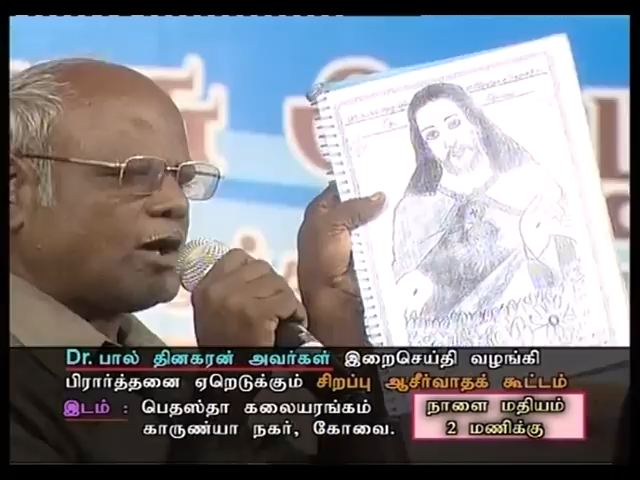 Dr. பால் தினகரன் அவர்கள் இறைசெய்தி வழங்கி
பிரார்த்தனை ஏறெடுக்கும் சிறப்பு ஆசீர்வாதக் கூட்டம்
இடம் : பெதஸ்தா கலையரங்கம்
காருண்யா நகர், கோவை.
நாளை மதியம்
2 மணிக்கு